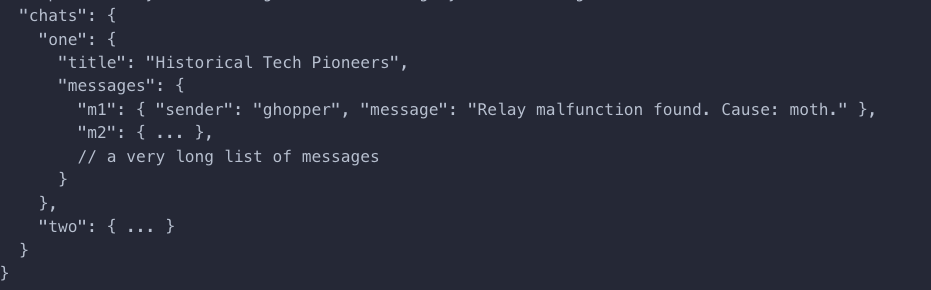 "chats": {
"one": {
"title": "Historical Tech Pioneers",
"messages": {
"m1": { "sender": "ghopper", "message": "Relay malfunction found. Cause: moth." },
"m2": { ... },
// a very long list of messages
}
},
"two": { ... }
}
}